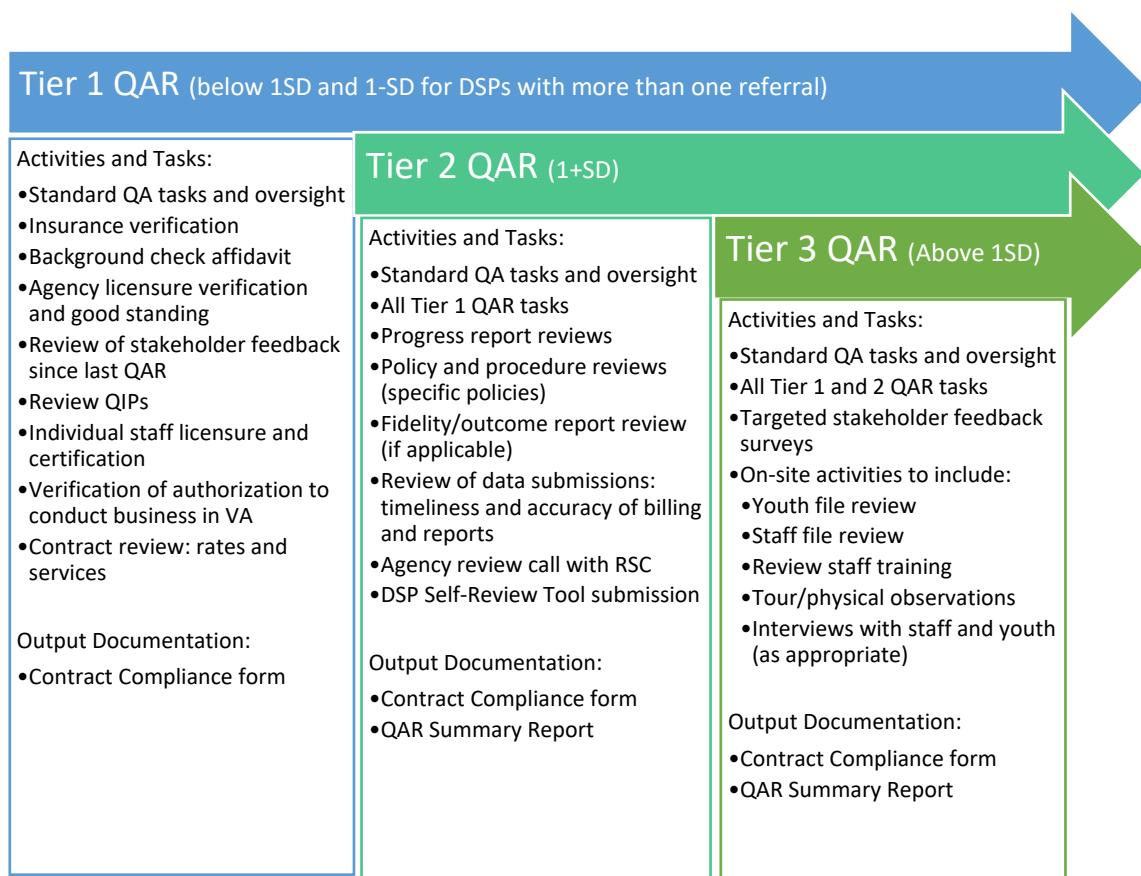 Tier 1 QAR (below 1SD and 1-SD for DSPs with more than one referral)
Activities and Tasks:
•Standard QA tasks and oversight
•Insurance verification
•Background check affidavit
•Agency licensure verification
and good standing
•Review of stakeholder feedback
since last QAR
•Review QIPs
•Individual staff licensure and
certification
•Verification of authorization to
conduct business in VA
•Contract review: rates and
services
Output Documentation:
•Contract Compliance form
Tier 2 QAR (1+SD)
Activities and Tasks:
•Standard QA tasks and oversight
•All Tier 1 QAR tasks
•Progress report reviews
•Policy and procedure reviews
(specific policies)
•Fidelity/outcome report review
(if applicable)
•Review of data submissions:
timeliness and accuracy of billing
and reports
•Agency review call with RSC
•DSP Self-Review Tool submission
Output Documentation:
•Contract Compliance form
•QAR Summary Report
Tier 3 QAR (Above 1SD)
Activities and Tasks:
•Standard QA tasks and oversight
•All Tier 1 and 2 QAR tasks
•Targeted stakeholder feedback
surveys
•On-site activities to include:
•Youth file review
•Staff file review
•Review staff training
•Tour/physical observations
•Interviews with staff and youth
(as appropriate)
Output Documentation:
•Contract Compliance form
•QAR Summary Report